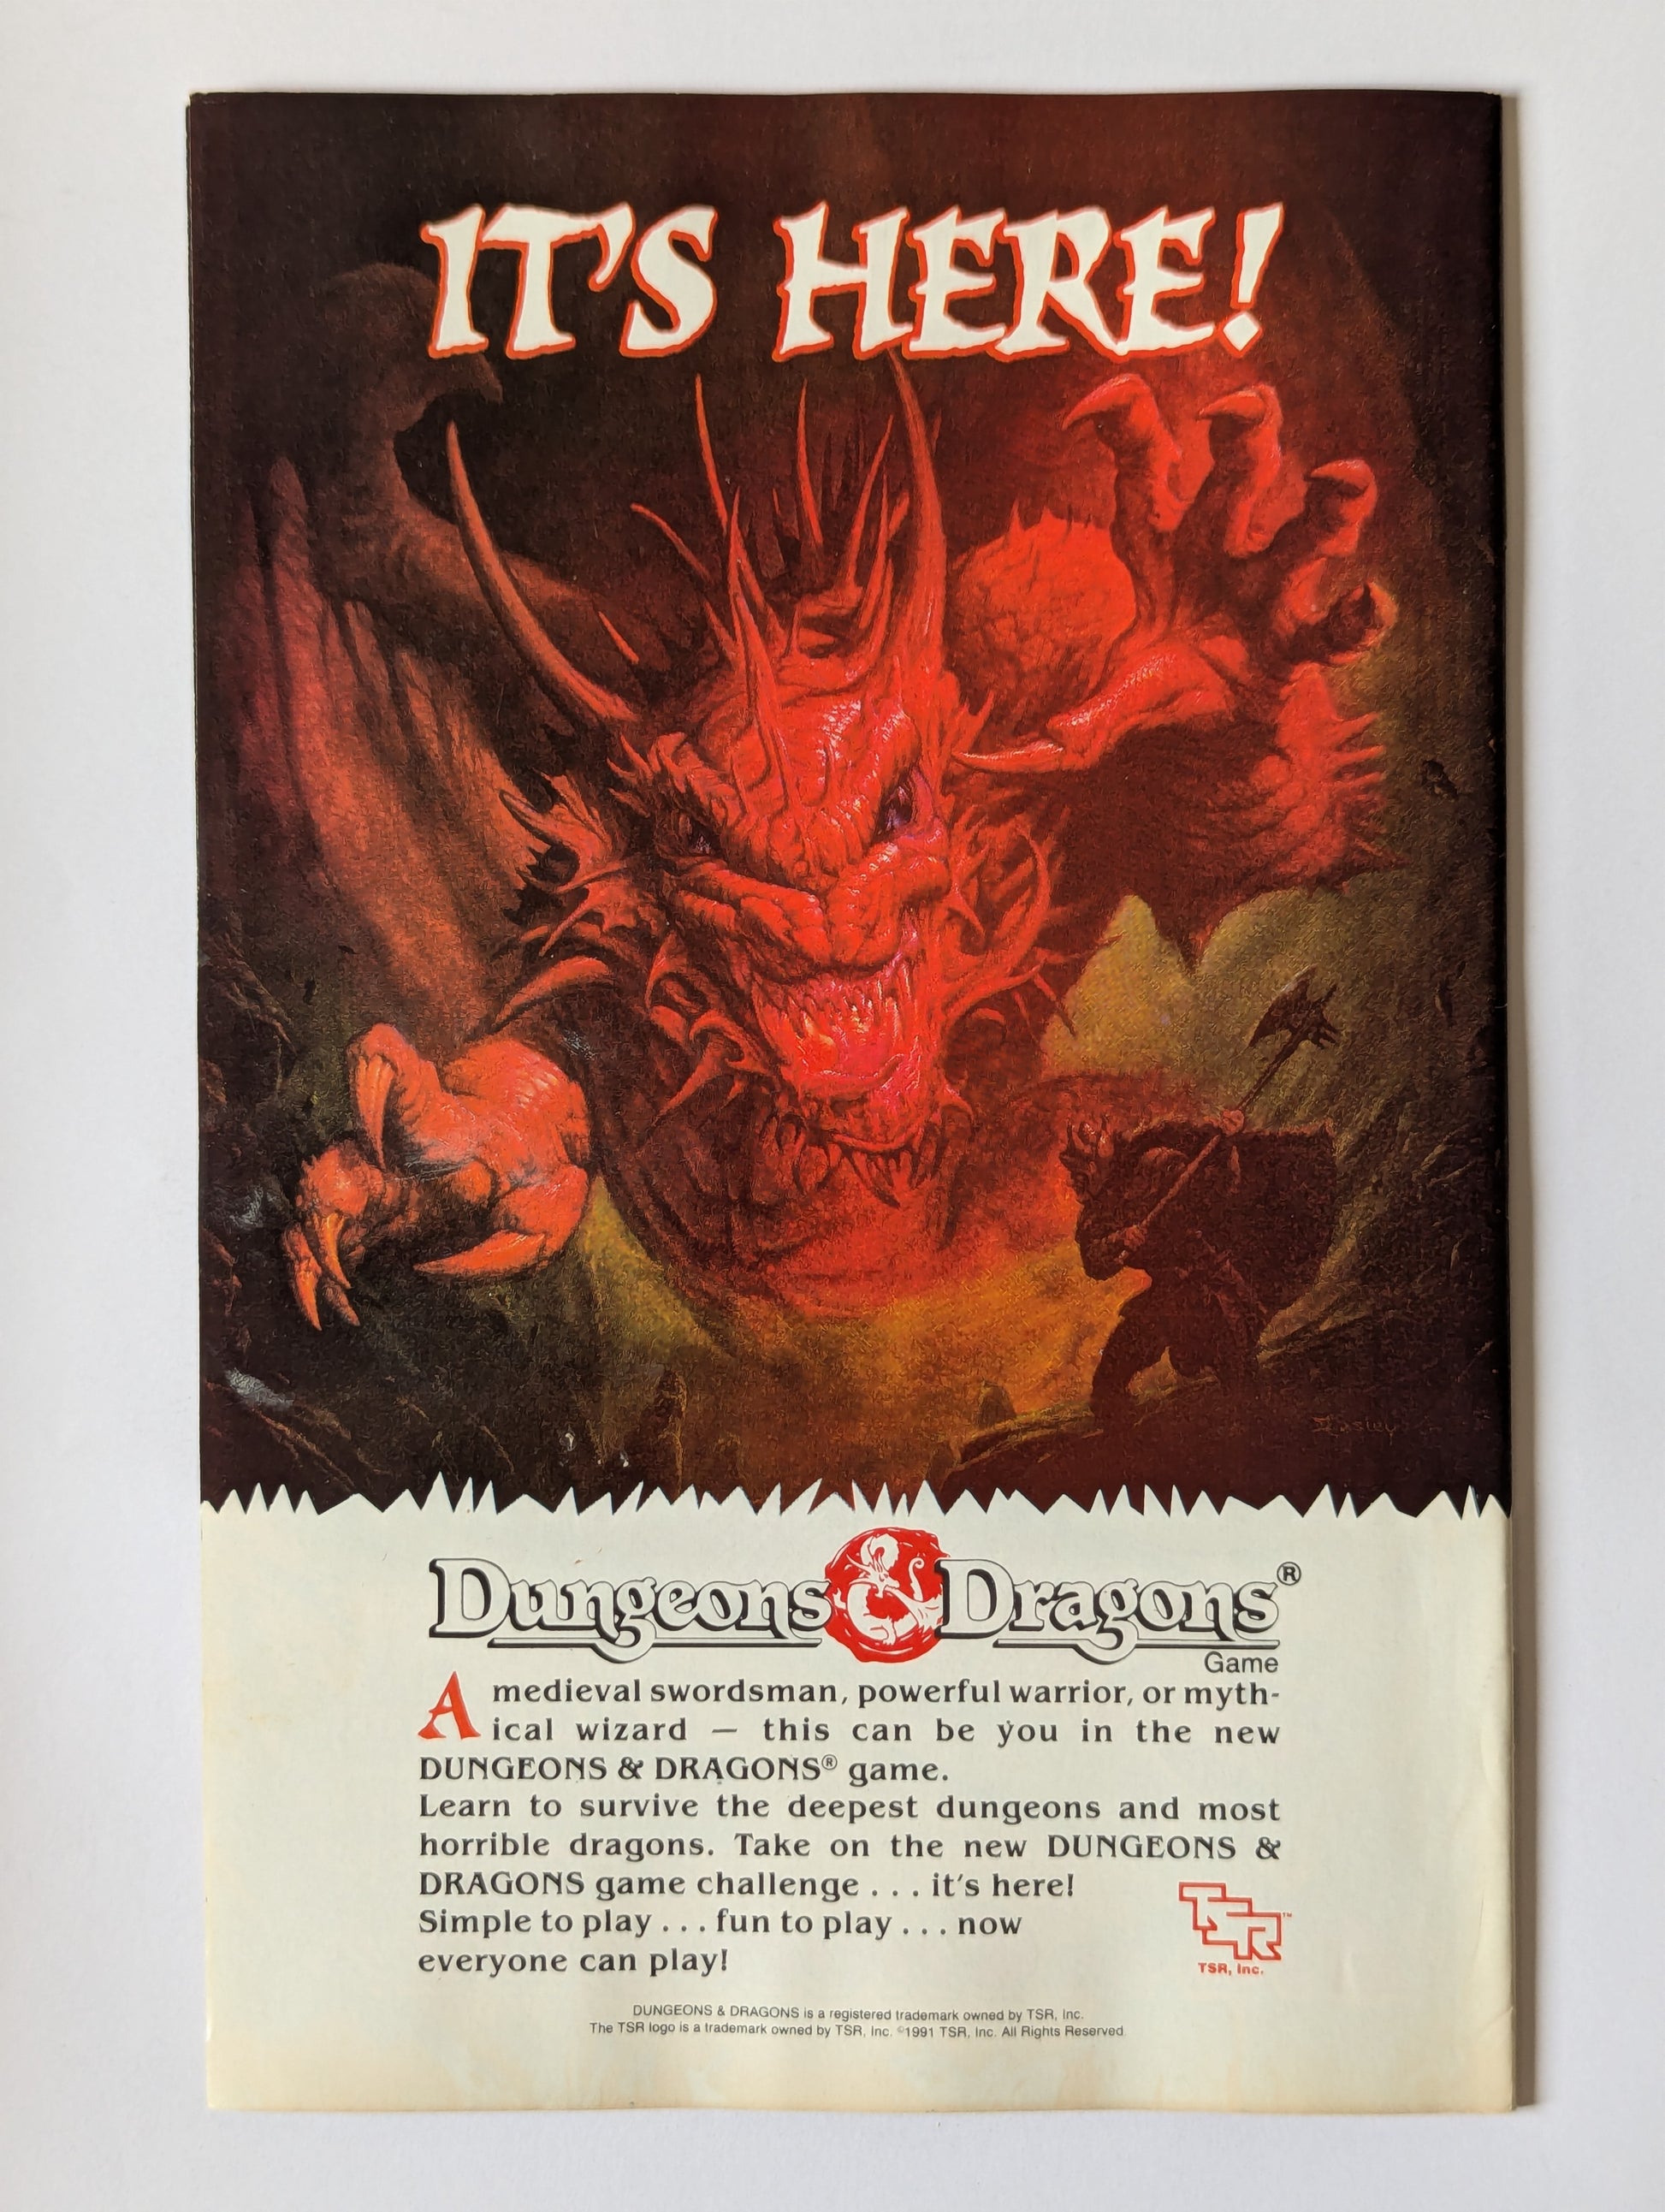 IT'S HERE!
Easley
Dungeons & Dragons®
Game
A medieval swordsman, powerful warrior, or myth-
ical wizard — this can be you in the new
DUNGEONS & DRAGONS® game.
Learn to survive the deepest dungeons and most
horrible dragons. Take on the new DUNGEONS &
DRAGONS game challenge . . . it's here!
Simple to play . . . fun to play . . . now
everyone can play!
TSR™
TSR, Inc.
DUNGEONS & DRAGONS is a registered trademark owned by TSR, Inc.
The TSR logo is a trademark owned by TSR, Inc. ©1991 TSR, Inc. All Rights Reserved